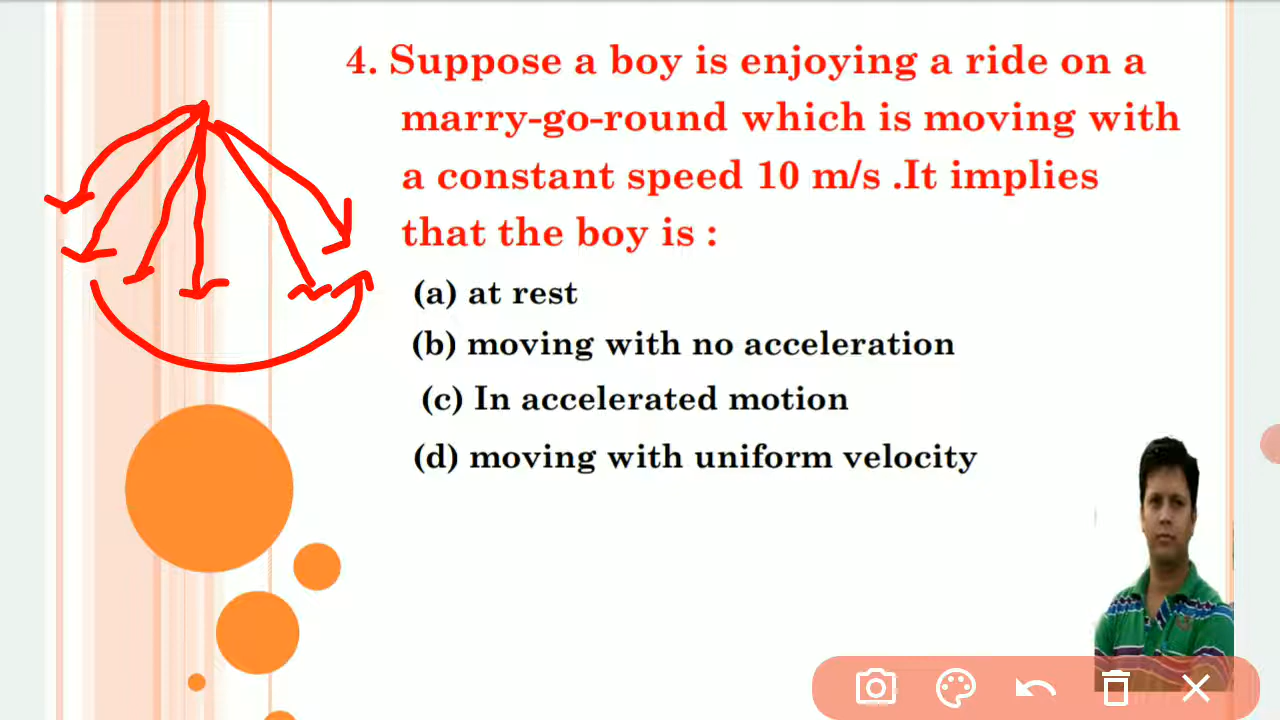 4. Suppose a boy is enjoying a ride on a
marry-go-round which is moving with
a constant speed 10 m/s .It implies
that the boy is :
(a) at rest
(b) moving with no acceleration
(c) In accelerated motion
(d) moving with uniform velocity